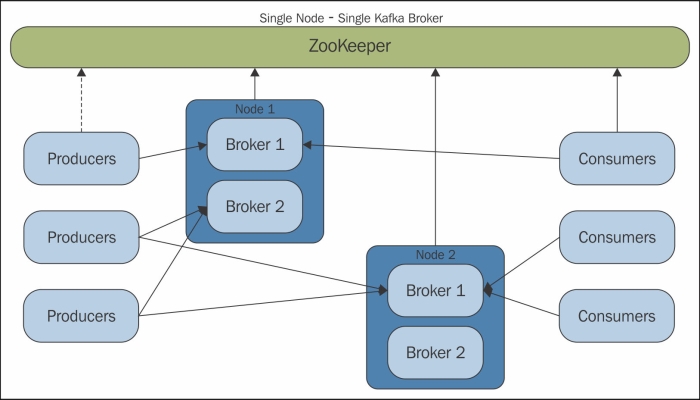 Single Node - Single Kafka Broker
ZooKeeper
Node 1
Producers
Broker 1
Consumers
Broker 2
Producers
Consumers
Node 2
Broker 1
Producers
Consumers
Broker 2